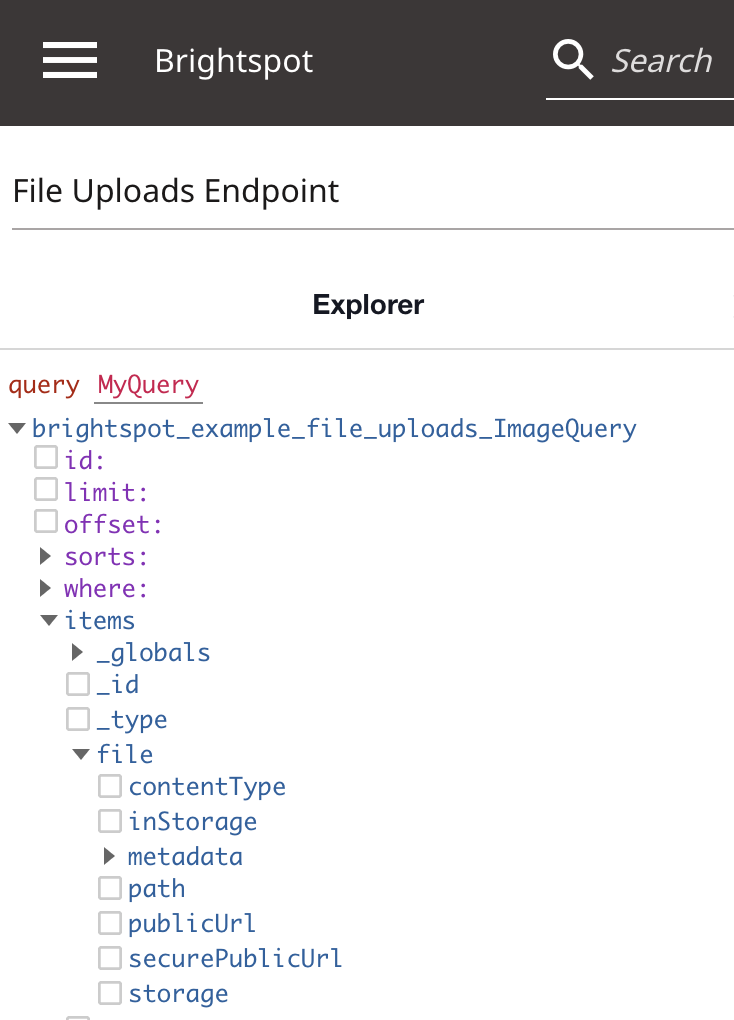 Brightspot Search
File Uploads Endpoint
Explorer
query MyQuery
brightspot_example_file_uploads_ImageQuery
id:
limit:
offset:
sorts:
where:
items
_globals
_id
_type
file
contentType
inStorage
metadata
path
publicUrl
securePublicUrl
storage